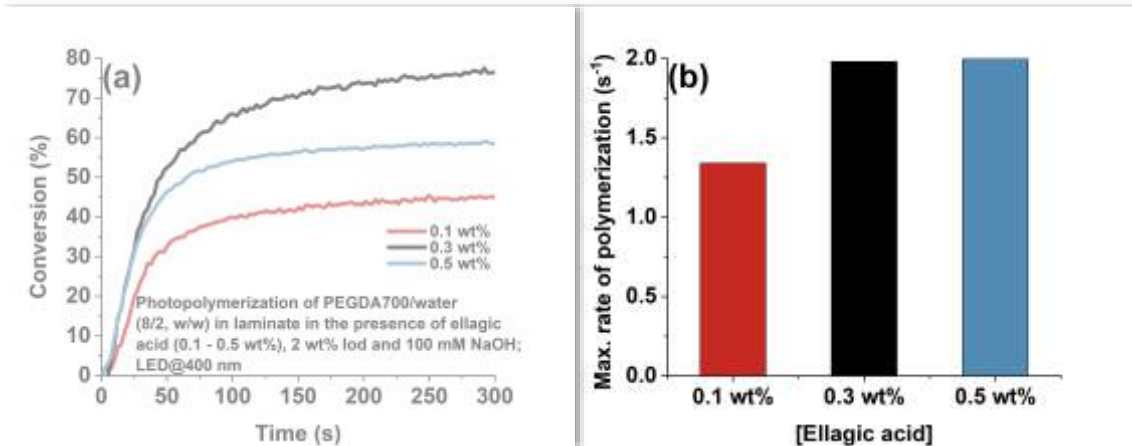 (a)
Conversion (%)
80
70
60
50
40
30
20
10
0
0.1 wt%
0.3 wt%
0.5 wt%
Photopolymerization of PEGDA700/water
(8/2, w/w) in laminate in the presence of ellagic
acid (0.1 - 0.5 wt%), 2 wt% Iod and 100 mM NaOH;
LED@400 nm
0 50 100 150 200 250 300
Time (s)
(b)
Max. rate of polymerization (s⁻¹)
2.0
1.5
1.0
0.5
0.0
0.1 wt% 0.3 wt% 0.5 wt%
[Ellagic acid]